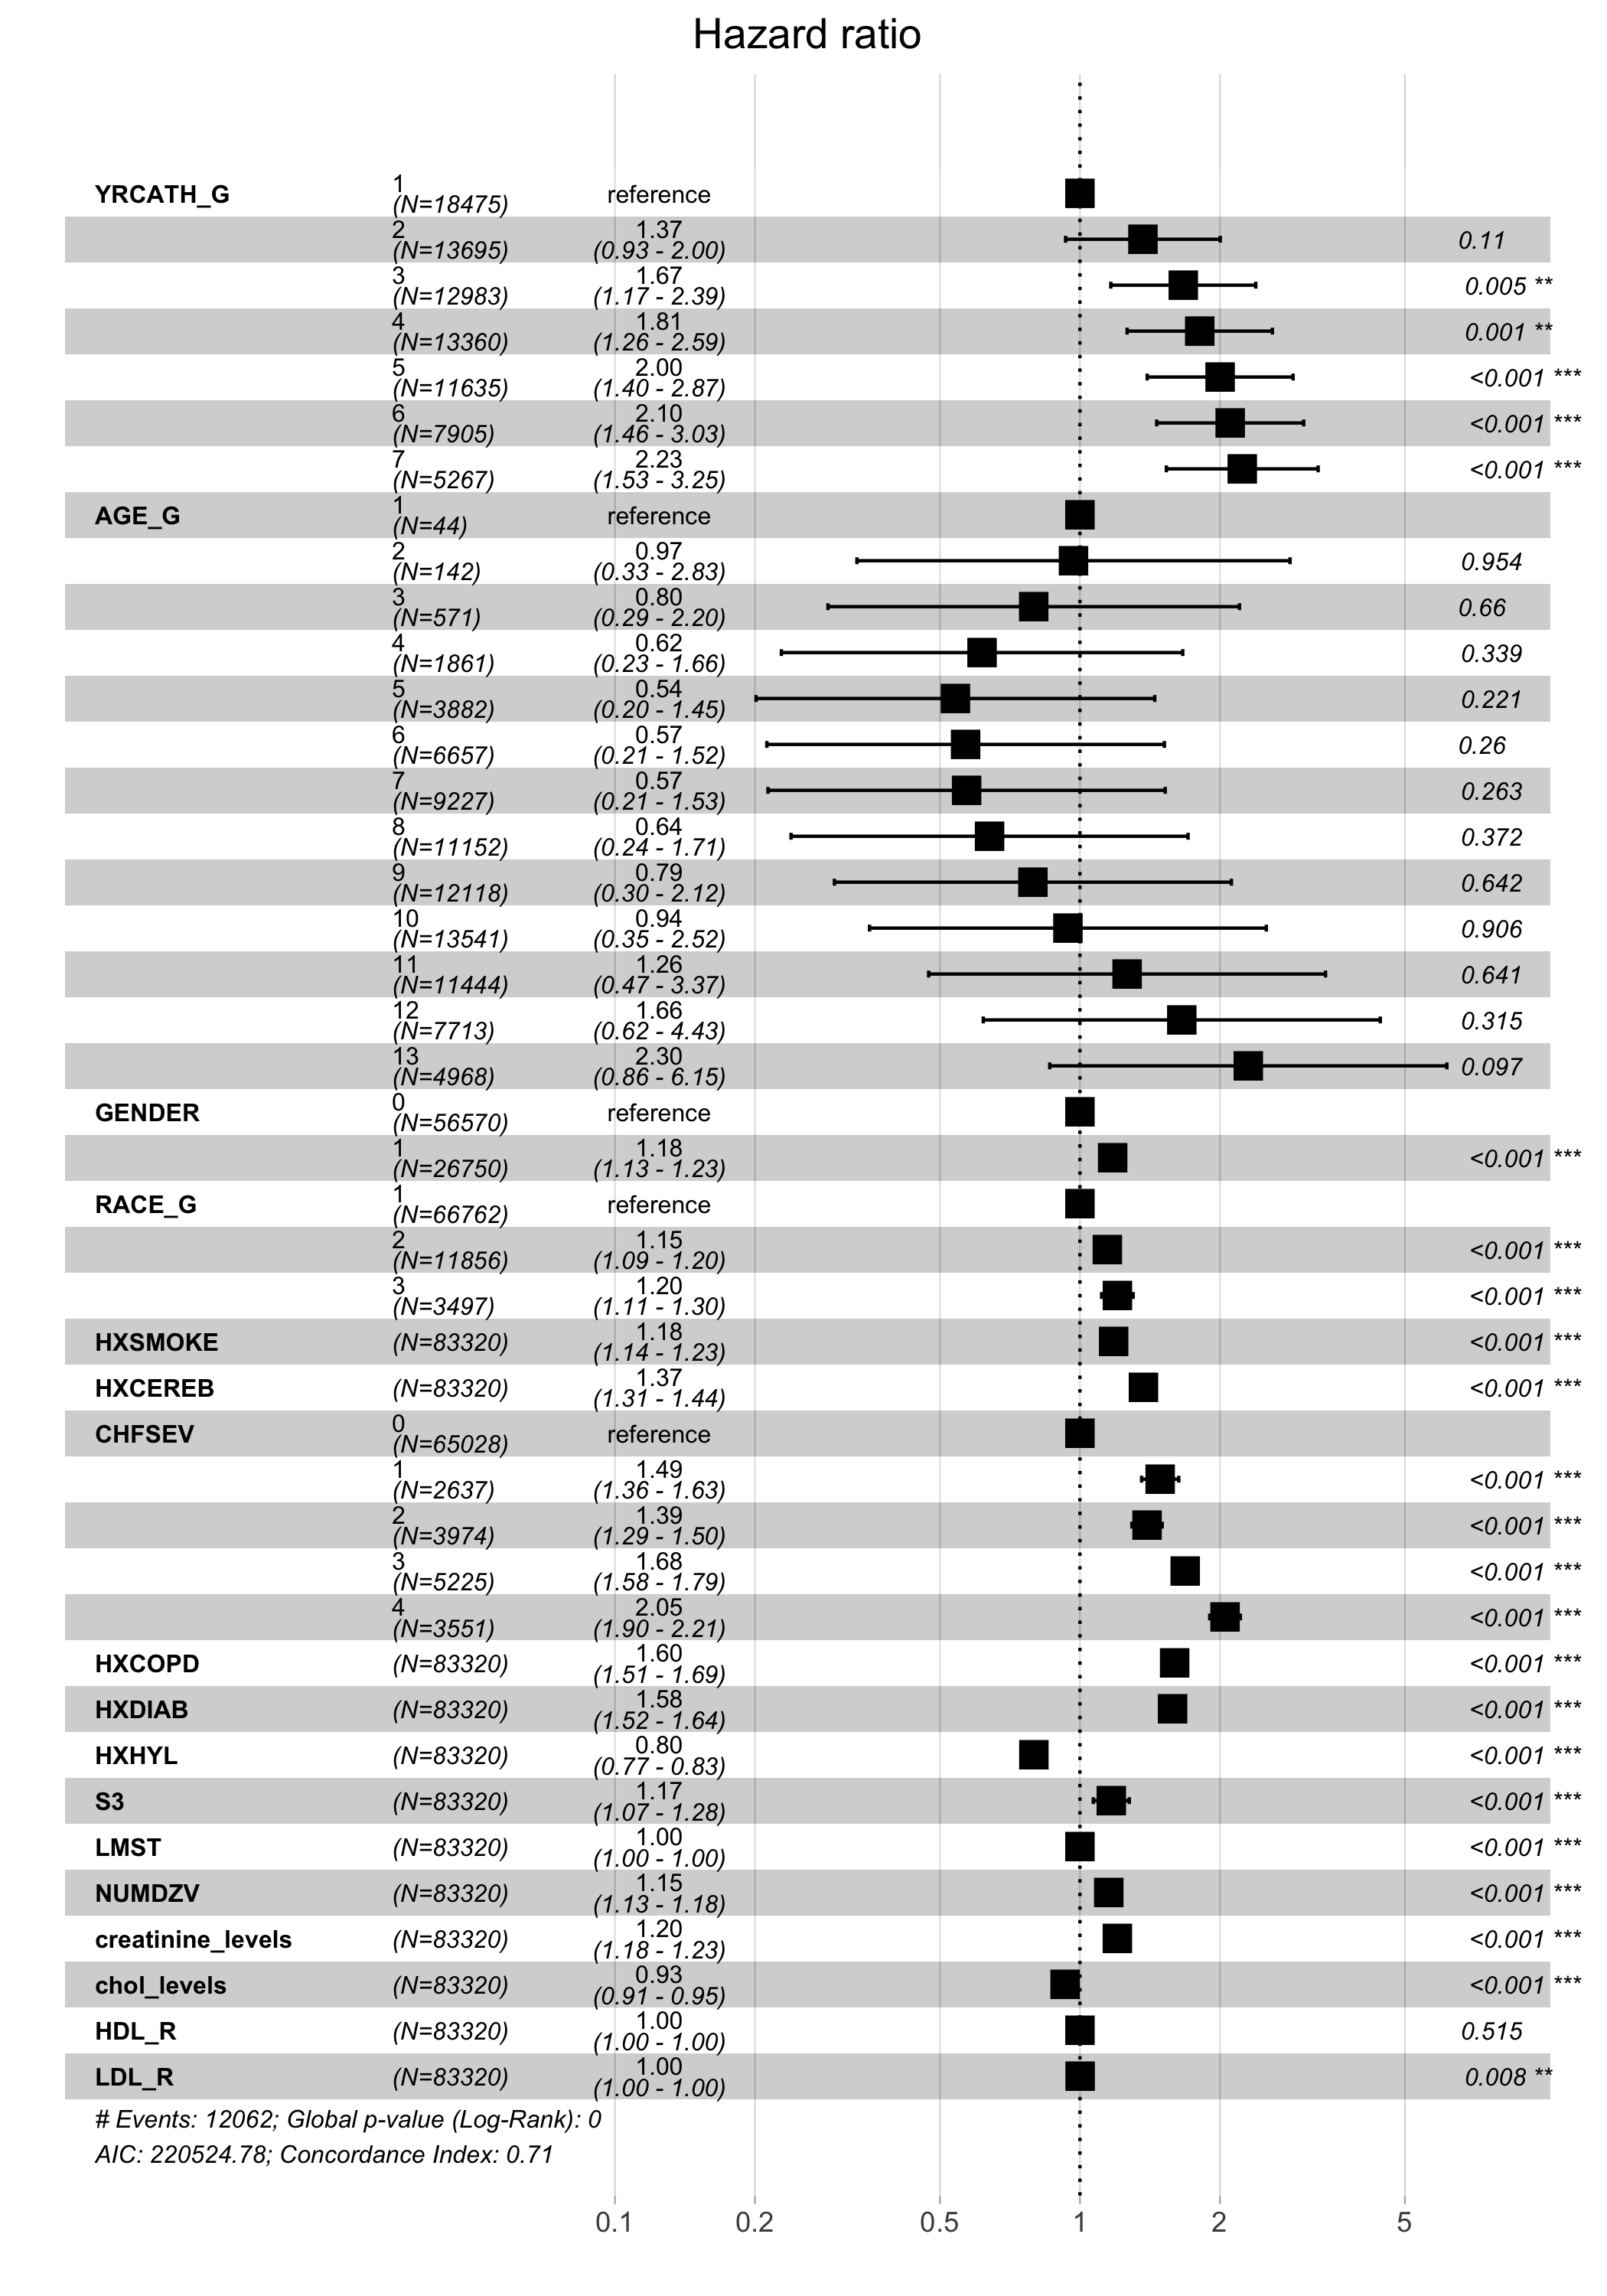 Hazard ratio
YRCATH_G 1 (N=18475) reference
2 (N=13695) 1.37 (0.93 - 2.00) 0.11
3 (N=12983) 1.67 (1.17 - 2.39) 0.005 **
4 (N=13360) 1.81 (1.26 - 2.59) 0.001 **
5 (N=11635) 2.00 (1.40 - 2.87) <0.001 ***
6 (N=7905) 2.10 (1.46 - 3.03) <0.001 ***
7 (N=5267) 2.23 (1.53 - 3.25) <0.001 ***
AGE_G 1 (N=44) reference
2 (N=142) 0.97 (0.33 - 2.83) 0.954
3 (N=571) 0.80 (0.29 - 2.20) 0.66
4 (N=1861) 0.62 (0.23 - 1.66) 0.339
5 (N=3882) 0.54 (0.20 - 1.45) 0.221
6 (N=6657) 0.57 (0.21 - 1.52) 0.26
7 (N=9227) 0.57 (0.21 - 1.53) 0.263
8 (N=11152) 0.64 (0.24 - 1.71) 0.372
9 (N=12118) 0.79 (0.30 - 2.12) 0.642
10 (N=13541) 0.94 (0.35 - 2.52) 0.906
11 (N=11444) 1.26 (0.47 - 3.37) 0.641
12 (N=7713) 1.66 (0.62 - 4.43) 0.315
13 (N=4968) 2.30 (0.86 - 6.15) 0.097
GENDER 0 (N=56570) reference
1 (N=26750) 1.18 (1.13 - 1.23) <0.001 ***
RACE_G 1 (N=66762) reference
2 (N=11856) 1.15 (1.09 - 1.20) <0.001 ***
3 (N=3497) 1.20 (1.11 - 1.30) <0.001 ***
HXSMOKE (N=83320) 1.18 (1.14 - 1.23) <0.001 ***
HXCEREB (N=83320) 1.37 (1.31 - 1.44) <0.001 ***
CHFSEV 0 (N=65028) reference
1 (N=2637) 1.49 (1.36 - 1.63) <0.001 ***
2 (N=3974) 1.39 (1.29 - 1.50) <0.001 ***
3 (N=5225) 1.68 (1.58 - 1.79) <0.001 ***
4 (N=3551) 2.05 (1.90 - 2.21) <0.001 ***
HXCOPD (N=83320) 1.60 (1.51 - 1.69) <0.001 ***
HXDIAB (N=83320) 1.58 (1.52 - 1.64) <0.001 ***
HXHYL (N=83320) 0.80 (0.77 - 0.83) <0.001 ***
S3 (N=83320) 1.17 (1.07 - 1.28) <0.001 ***
LMST (N=83320) 1.00 (1.00 - 1.00) <0.001 ***
NUMDZV (N=83320) 1.15 (1.13 - 1.18) <0.001 ***
creatinine_levels (N=83320) 1.20 (1.18 - 1.23) <0.001 ***
chol_levels (N=83320) 0.93 (0.91 - 0.95) <0.001 ***
HDL_R (N=83320) 1.00 (1.00 - 1.00) 0.515
LDL_R (N=83320) 1.00 (1.00 - 1.00) 0.008 **
# Events: 12062; Global p-value (Log-Rank): 0
AIC: 220524.78; Concordance Index: 0.71
0.1 0.2 0.5 1 2 5